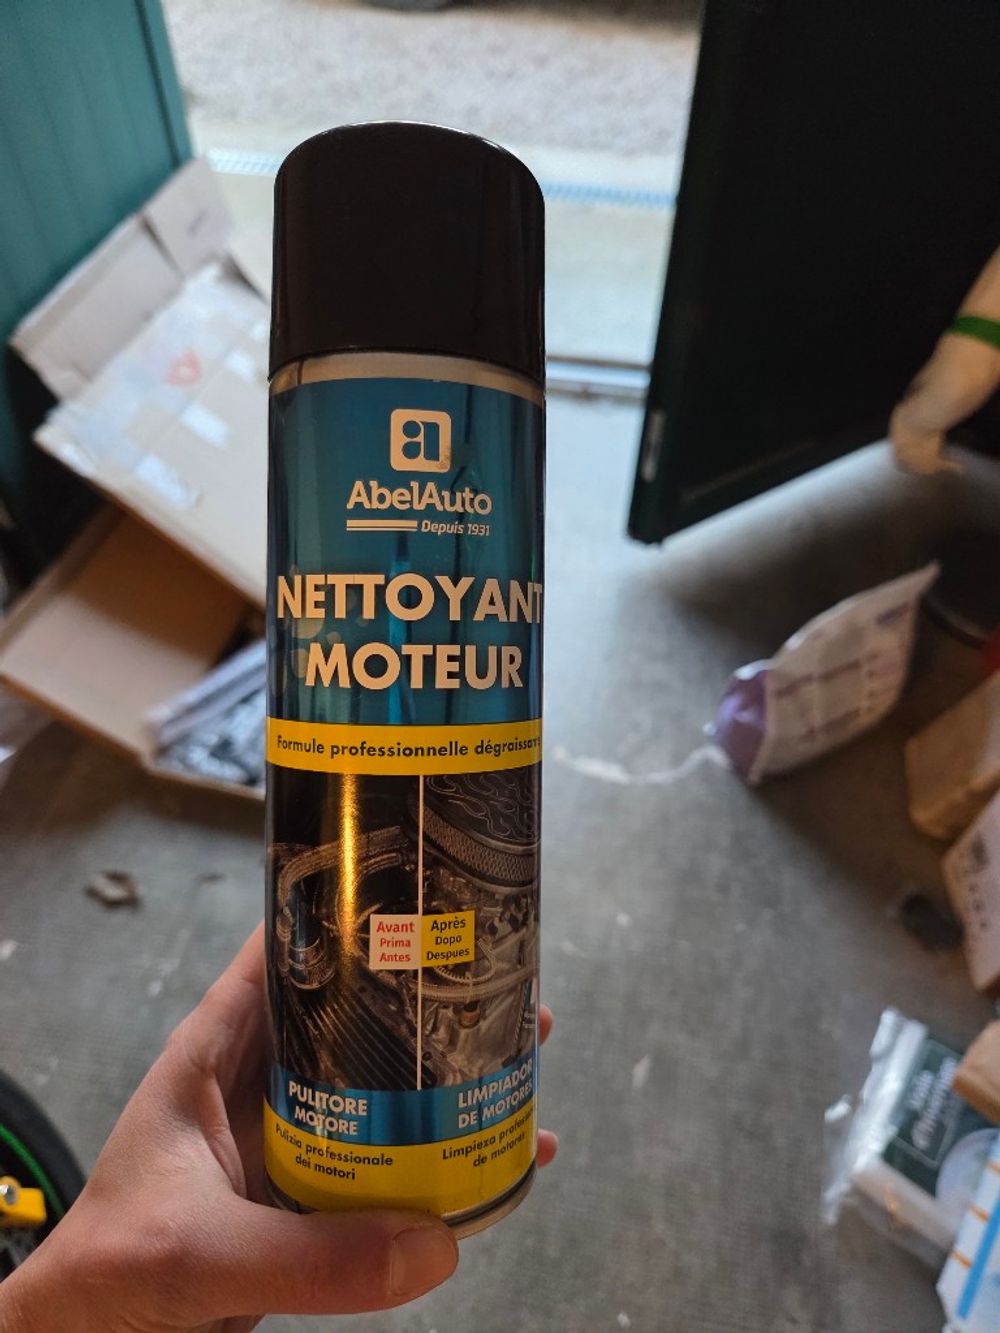 a
AbelAuto
Depuis 1931
NETTOYANT
MOTEUR
Formule professionnelle dégraissante
Avant
Prima
Antes
Après
Dopo
Despues
PULITORE
MOTORE
Pulizia professionale
dei motori
LIMPIADOR
DE MOTORES
Limpieza
de motores